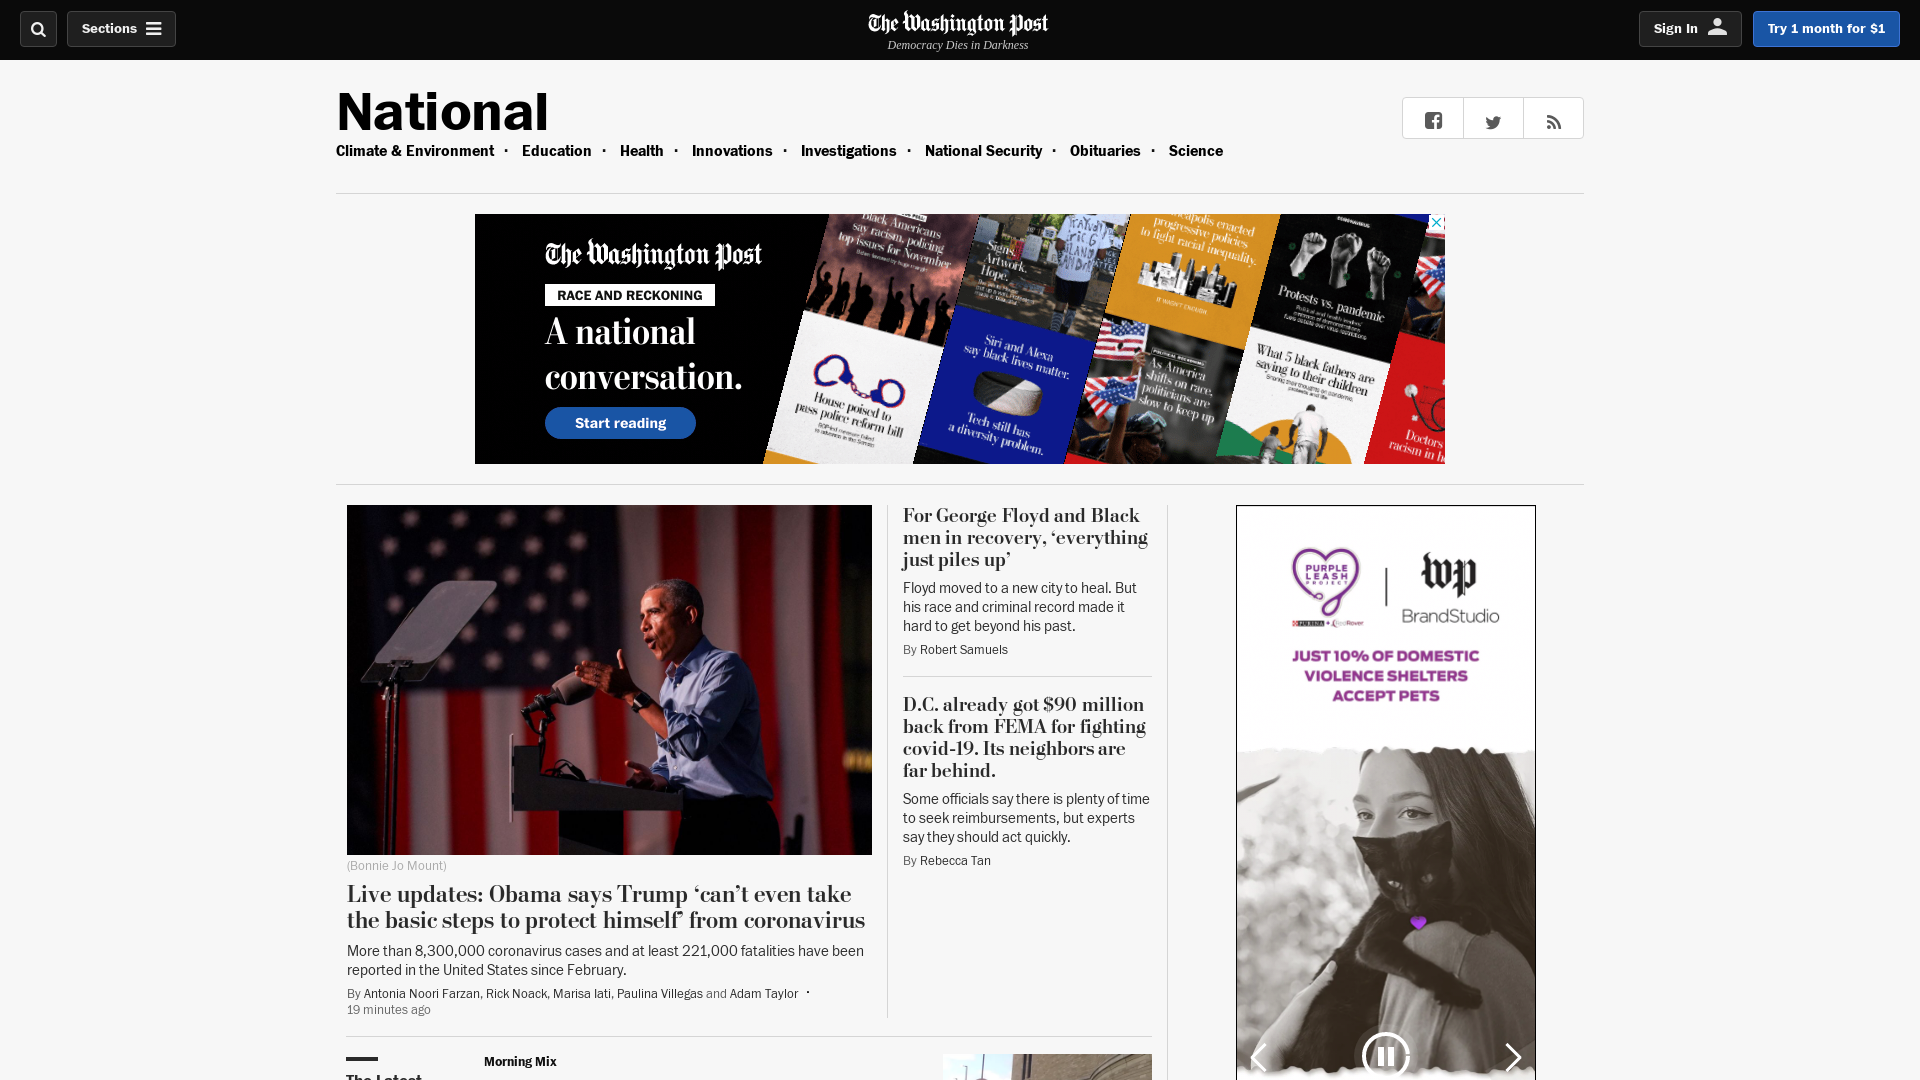 Sections
The Washington Post
Democracy Dies in Darkness
Sign In
Try 1 month for $1
National
Climate & Environment · Education · Health · Innovations · Investigations · National Security · Obituaries · Science
The Washington Post
RACE AND RECKONING
A national
conversation.
Start reading
Black Americans
say racism, policing
top issues for November
House poised to
pass police reform bill
Signs.
Artwork.
Hope.
Siri and Alexa
say black lives matter.
Tech still has
a diversity problem.
enacted
progressive policies
to fight racial inequality.
IT WASN'T ENOUGH.
As America
shifts on race,
politicians are
slow to keep up
Protests vs. pandemic
What 5 black fathers are
saying to their children
Doctors
racism in
(Bonnie Jo Mount)
Live updates: Obama says Trump ‘can’t even take
the basic steps to protect himself’ from coronavirus
More than 8,300,000 coronavirus cases and at least 221,000 fatalities have been
reported in the United States since February.
By Antonia Noori Farzan, Rick Noack, Marisa Iati, Paulina Villegas and Adam Taylor ·
19 minutes ago
For George Floyd and Black
men in recovery, ‘everything
just piles up’
Floyd moved to a new city to heal. But
his race and criminal record made it
hard to get beyond his past.
By Robert Samuels
D.C. already got $90 million
back from FEMA for fighting
covid-19. Its neighbors are
far behind.
Some officials say there is plenty of time
to seek reimbursements, but experts
say they should act quickly.
By Rebecca Tan
PURPLE
LEASH
PROJECT
PURINA + RedRover
wp
BrandStudio
JUST 10% OF DOMESTIC
VIOLENCE SHELTERS
ACCEPT PETS
The Latest
Morning Mix